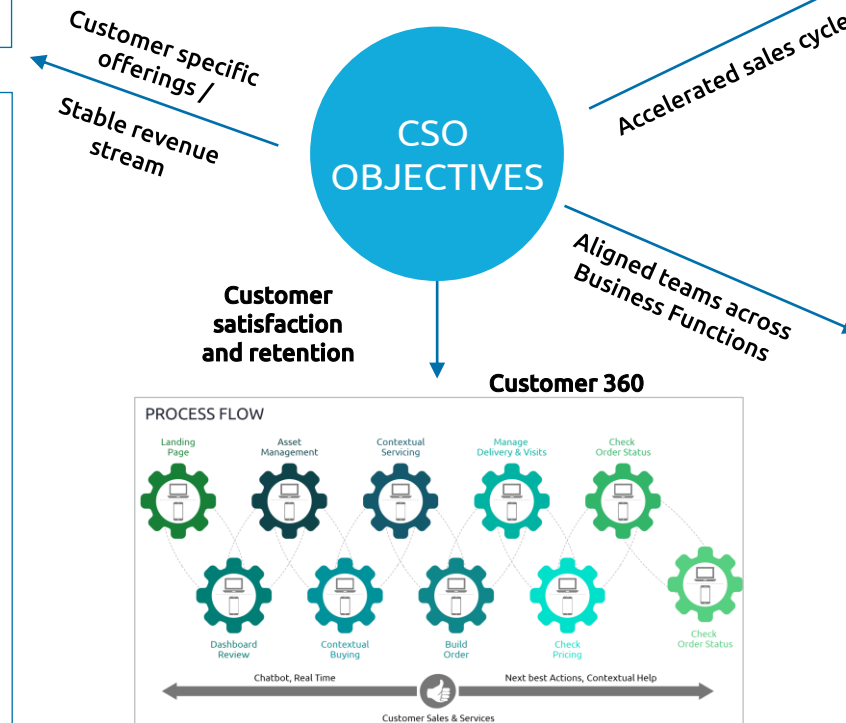 Customer specific
offerings /
Stable revenue
stream
CSO
OBJECTIVES
Accelerated sales cycle
Aligned teams across
Business Functions
Customer
satisfaction
and retention
Customer 360
PROCESS FLOW
Landing
Page
Asset
Management
Contextual
Servicing
Manage
Delivery & Visits
Check
Order Status
Dashboard
Review
Contextual
Buying
Build
Order
Check
Pricing
Check
Order Status
Chatbot, Real Time
Next best Actions, Contextual Help
Customer Sales & Services